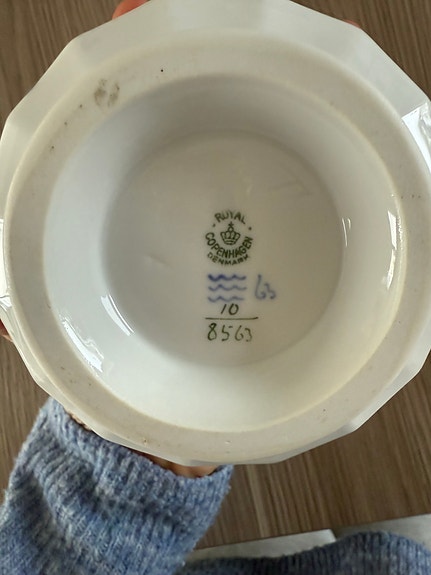 ROYAL
COPENHAGEN
DENMARK
63
10
8563